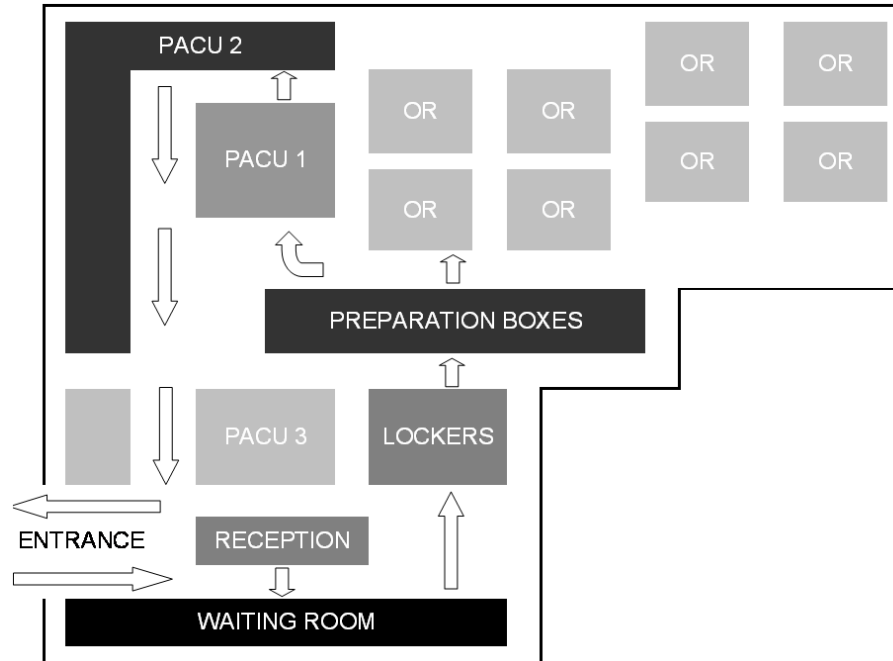 PACU 2
OR
OR
OR
OR
PACU 1
OR
OR
OR
OR
PREPARATION BOXES
PACU 3
LOCKERS
ENTRANCE
RECEPTION
WAITING ROOM